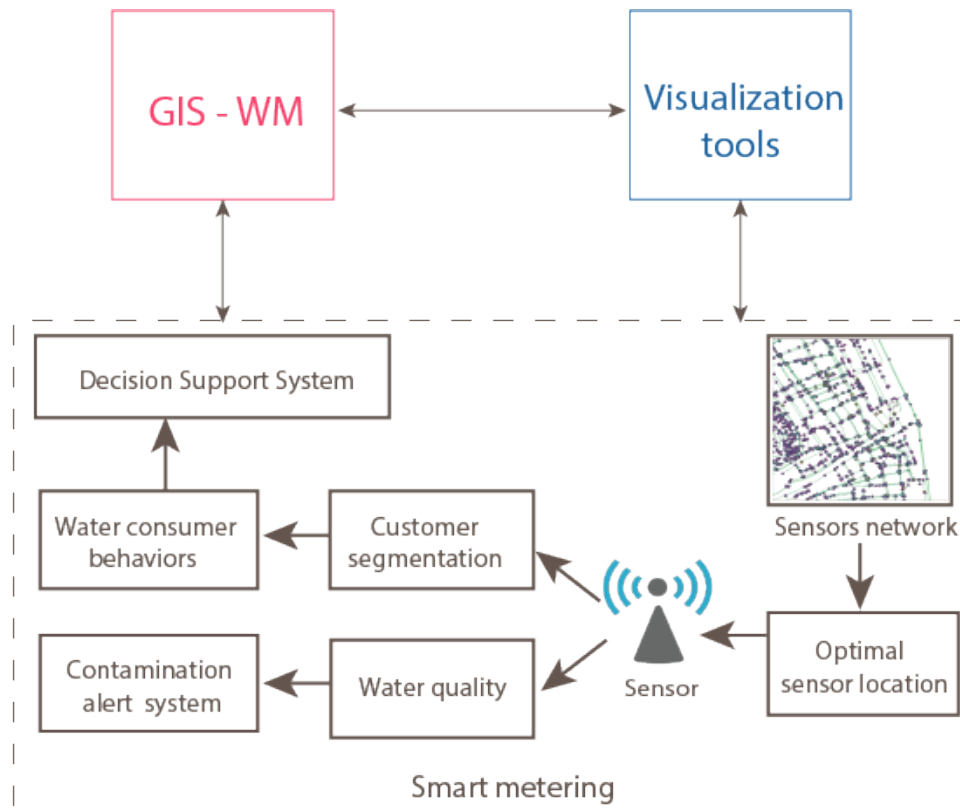 GIS - WM
Visualization
tools
Decision Support System
Water consumer
behaviors
Customer
segmentation
Sensors network
Contamination
alert system
Water quality
Sensor
Optimal
sensor location
Smart metering